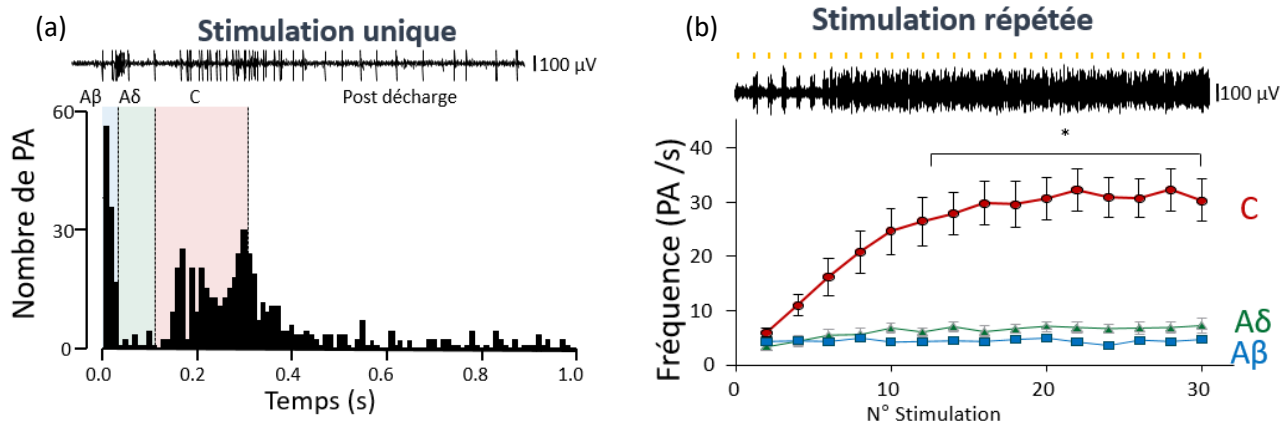 (a)
Stimulation unique
100 µV
Aβ Aδ C Post décharge
60
30
0
Nombre de PA
0.0 0.2 0.4 0.6 0.8 1.0
Temps (s)
(b)
Stimulation répétée
100 µV
*
40
30
20
10
0
Fréquence (PA /s)
C
Aδ
Aβ
0 10 20 30
N° Stimulation